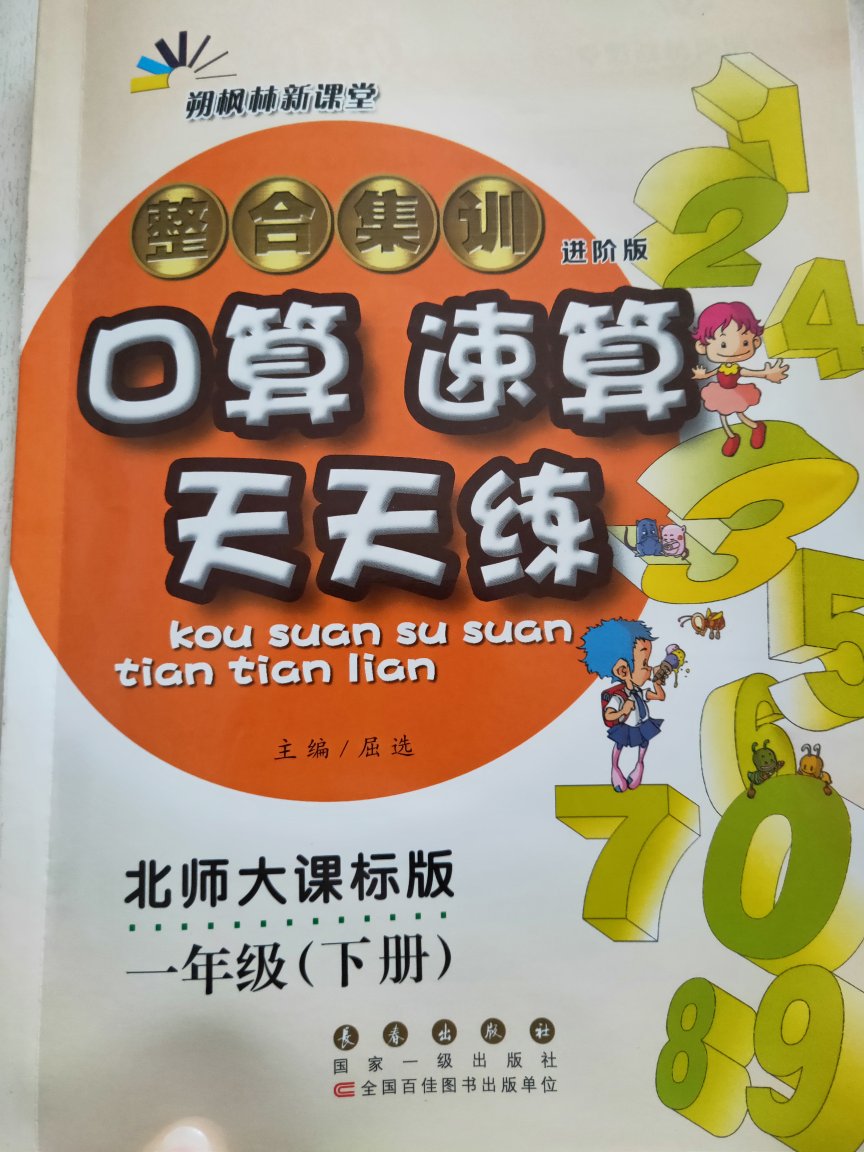 朔枫林新课堂
整合集训
进阶版
口算 速算
天天练
kou suan su suan
tian tian lian
主编/屈选
北师大课标版
一年级(下册)
长春出版社
国家一级出版社
全国百佳图书出版单位
1
2
4
3
5
6
7
0
8
9